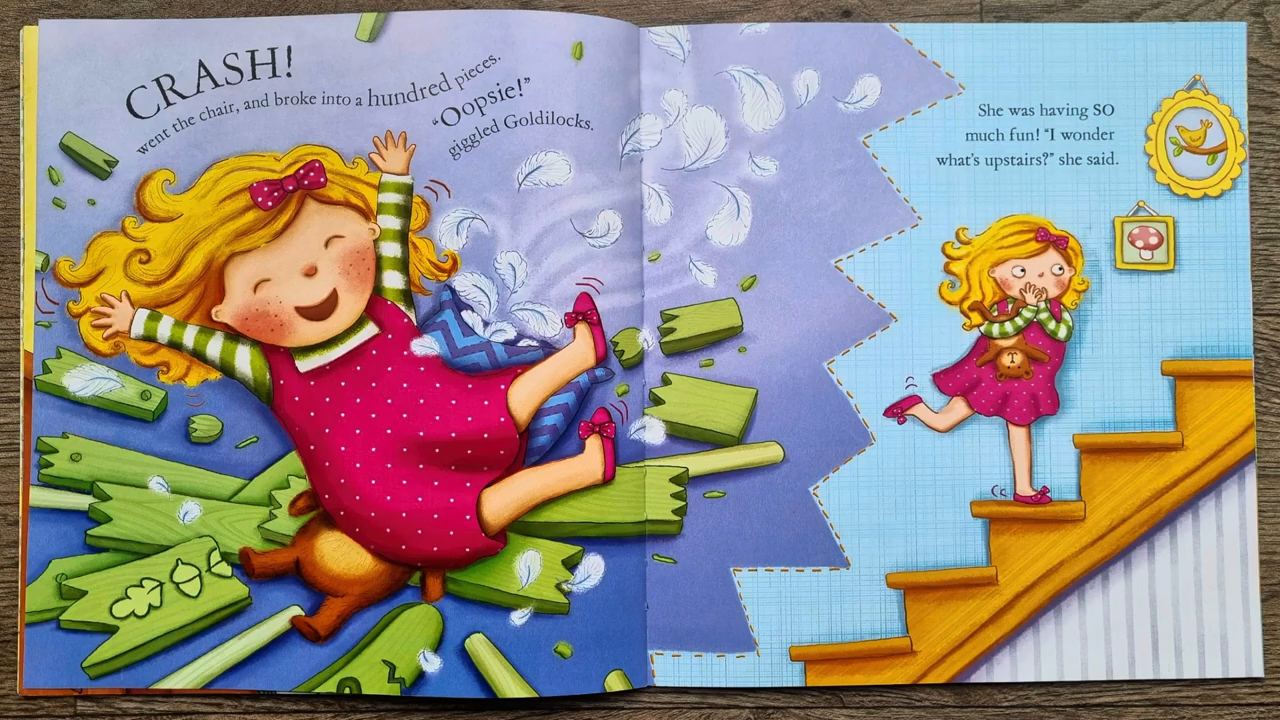 CRASH!
went the chair, and broke into a hundred pieces.
“Oopsie!”
giggled Goldilocks.
She was having SO
much fun! “I wonder
what’s upstairs?” she said.